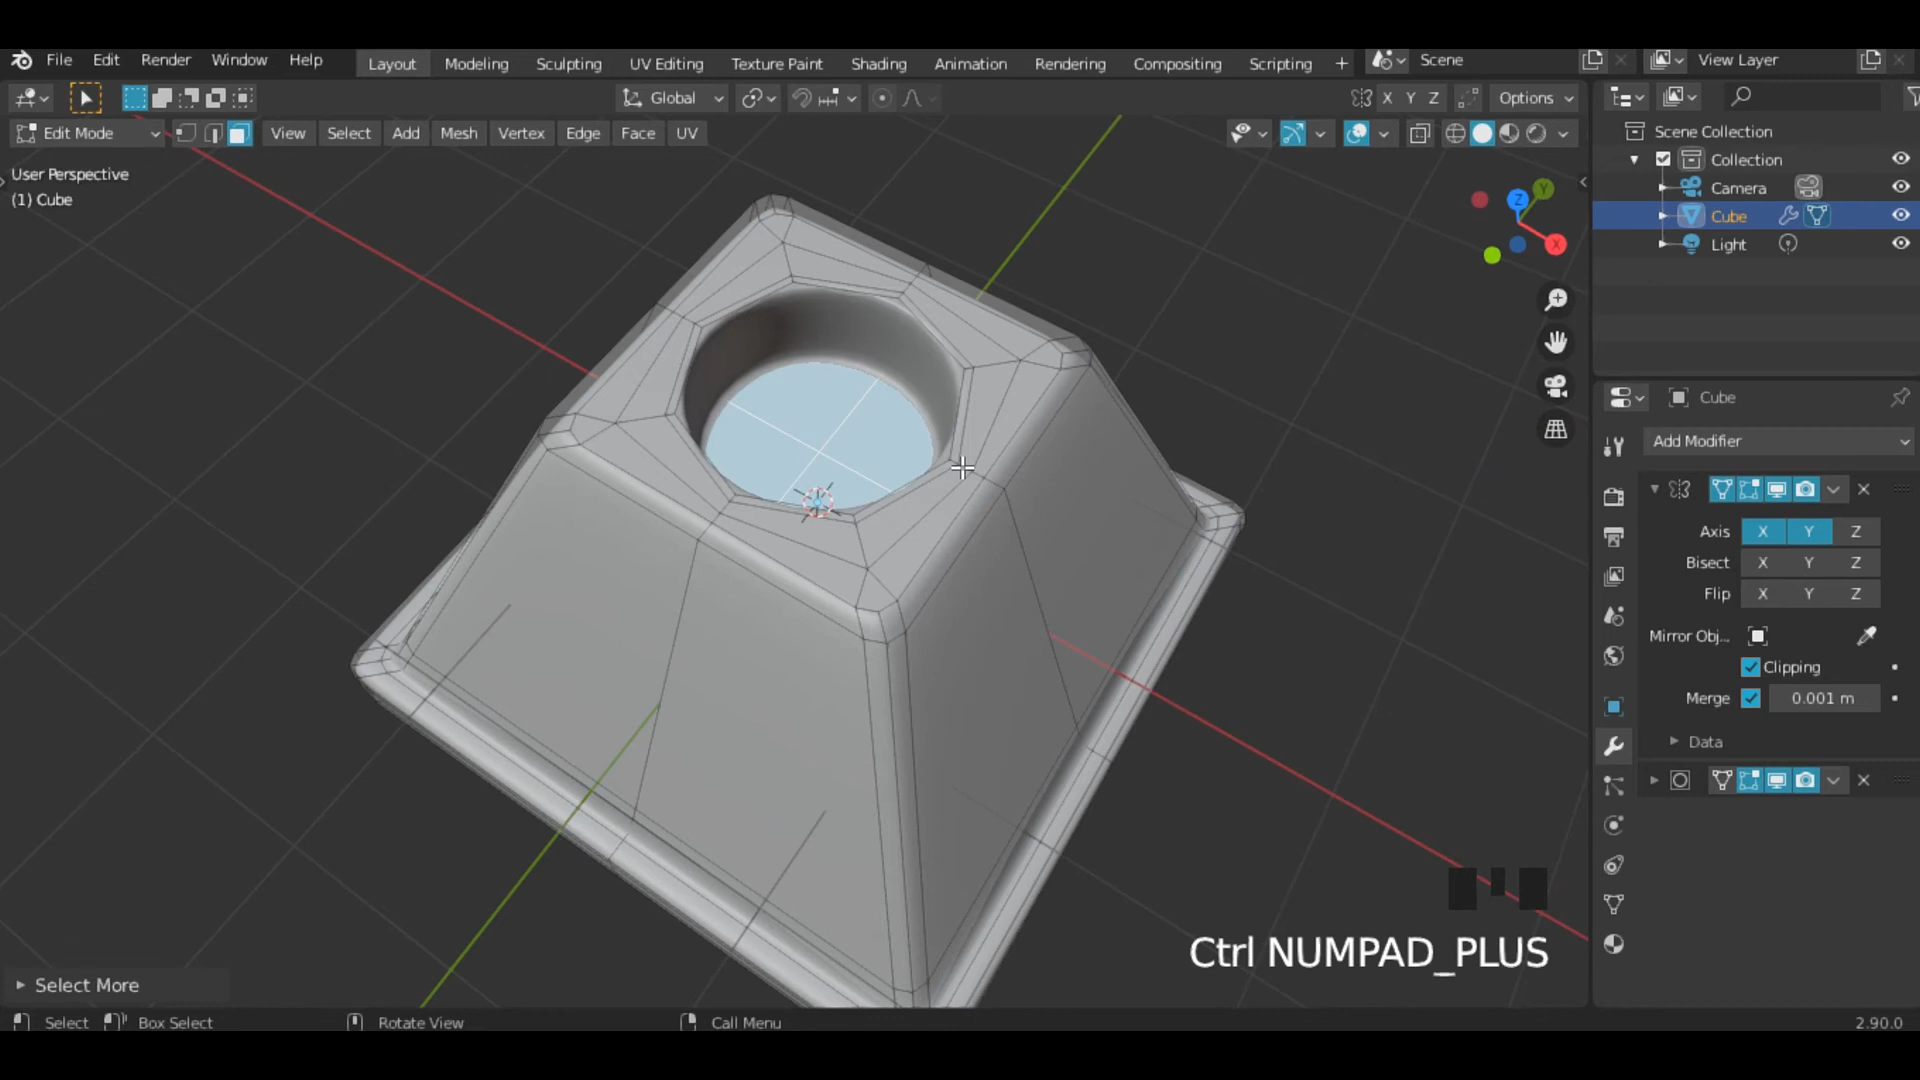 File Edit Render Window Help Layout Modeling Sculpting UV Editing Texture Paint Shading Animation Rendering Compositing Scripting + Scene View Layer
Global X Y Z Options
Edit Mode View Select Add Mesh Vertex Edge Face UV
User Perspective
(1) Cube
Z Y X
Scene Collection
Collection
Camera
Cube
Light
Cube
Add Modifier
Axis X Y Z
Bisect X Y Z
Flip X Y Z
Mirror Obj...
Clipping
Merge 0.001 m
Data
Ctrl NUMPAD_PLUS
Select More
Select Box Select Rotate View Call Menu 2.90.0